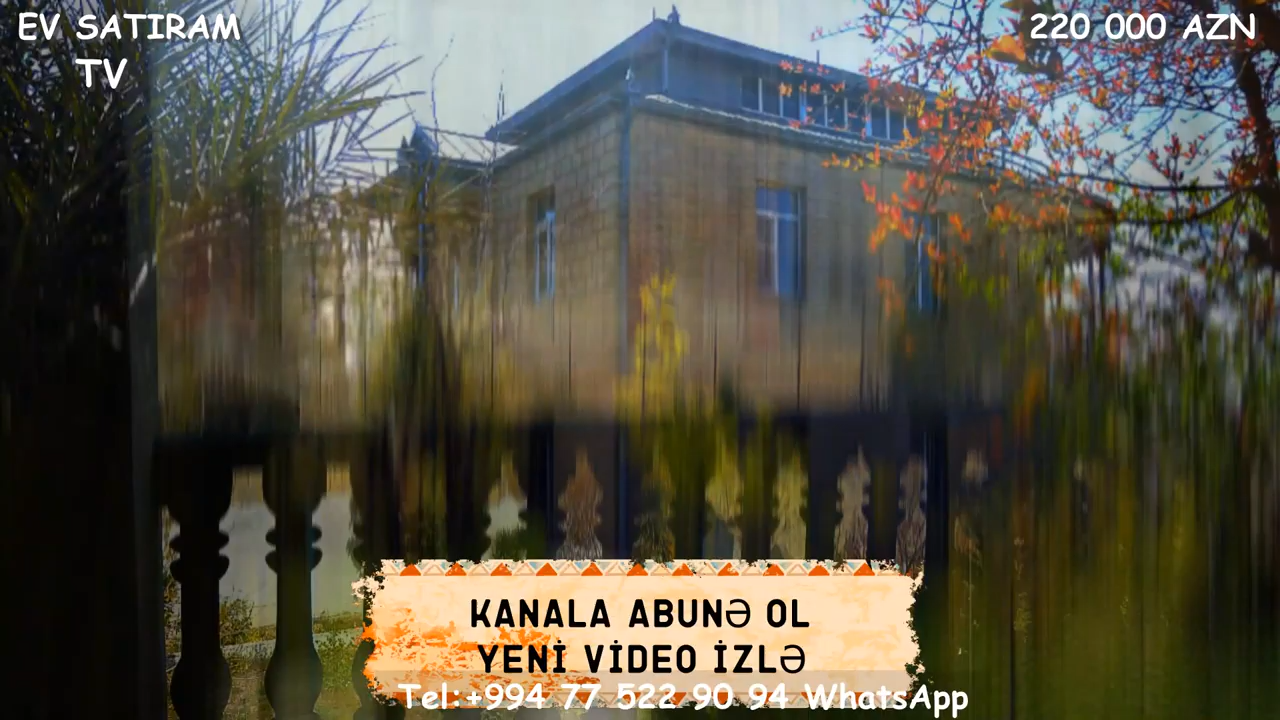 EV SATIRAM
TV
220 000 AZN
KANALA ABUNƏ OL
YENİ VİDEO İZLƏ
Tel:+994 77 522 90 94 WhatsApp